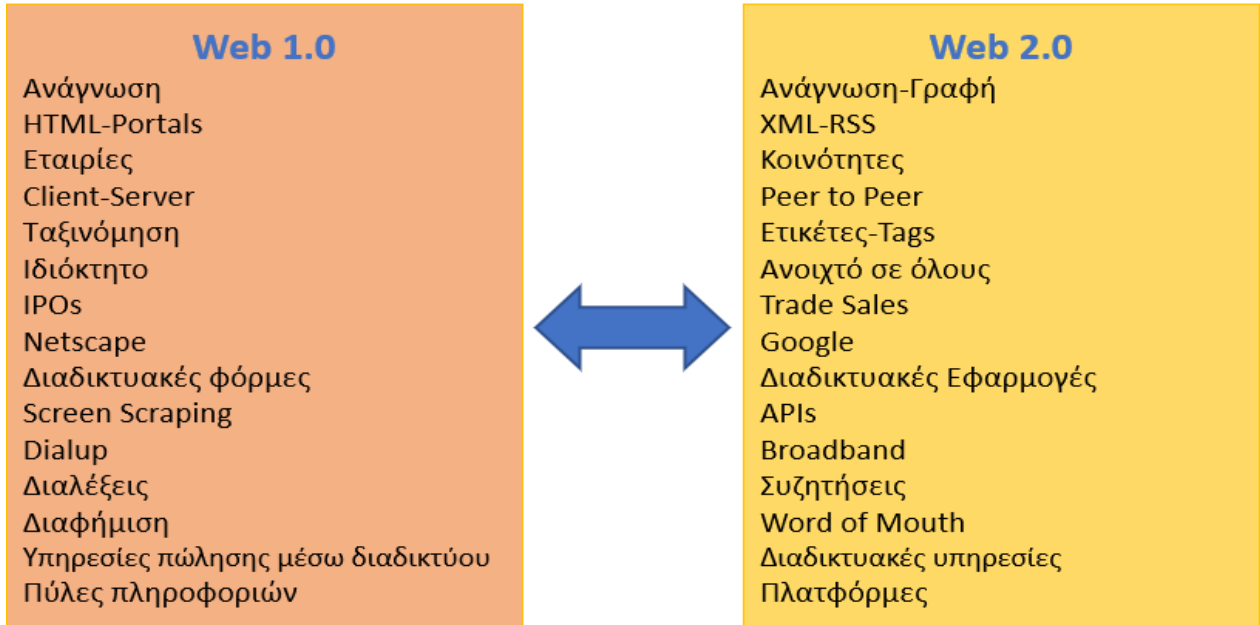 Web 1.0
Ανάγνωση
HTML-Portals
Εταιρίες
Client-Server
Ταξινόμηση
Ιδιόκτητο
IPOs
Netscape
Διαδικτυακές φόρμες
Screen Scraping
Dialup
Διαλέξεις
Διαφήμιση
Υπηρεσίες πώλησης μέσω διαδικτύου
Πύλες πληροφοριών
Web 2.0
Ανάγνωση-Γραφή
XML-RSS
Κοινότητες
Peer to Peer
Ετικέτες-Tags
Ανοιχτό σε όλους
Trade Sales
Google
Διαδικτυακές Εφαρμογές
APIs
Broadband
Συζητήσεις
Word of Mouth
Διαδικτυακές υπηρεσίες
Πλατφόρμες